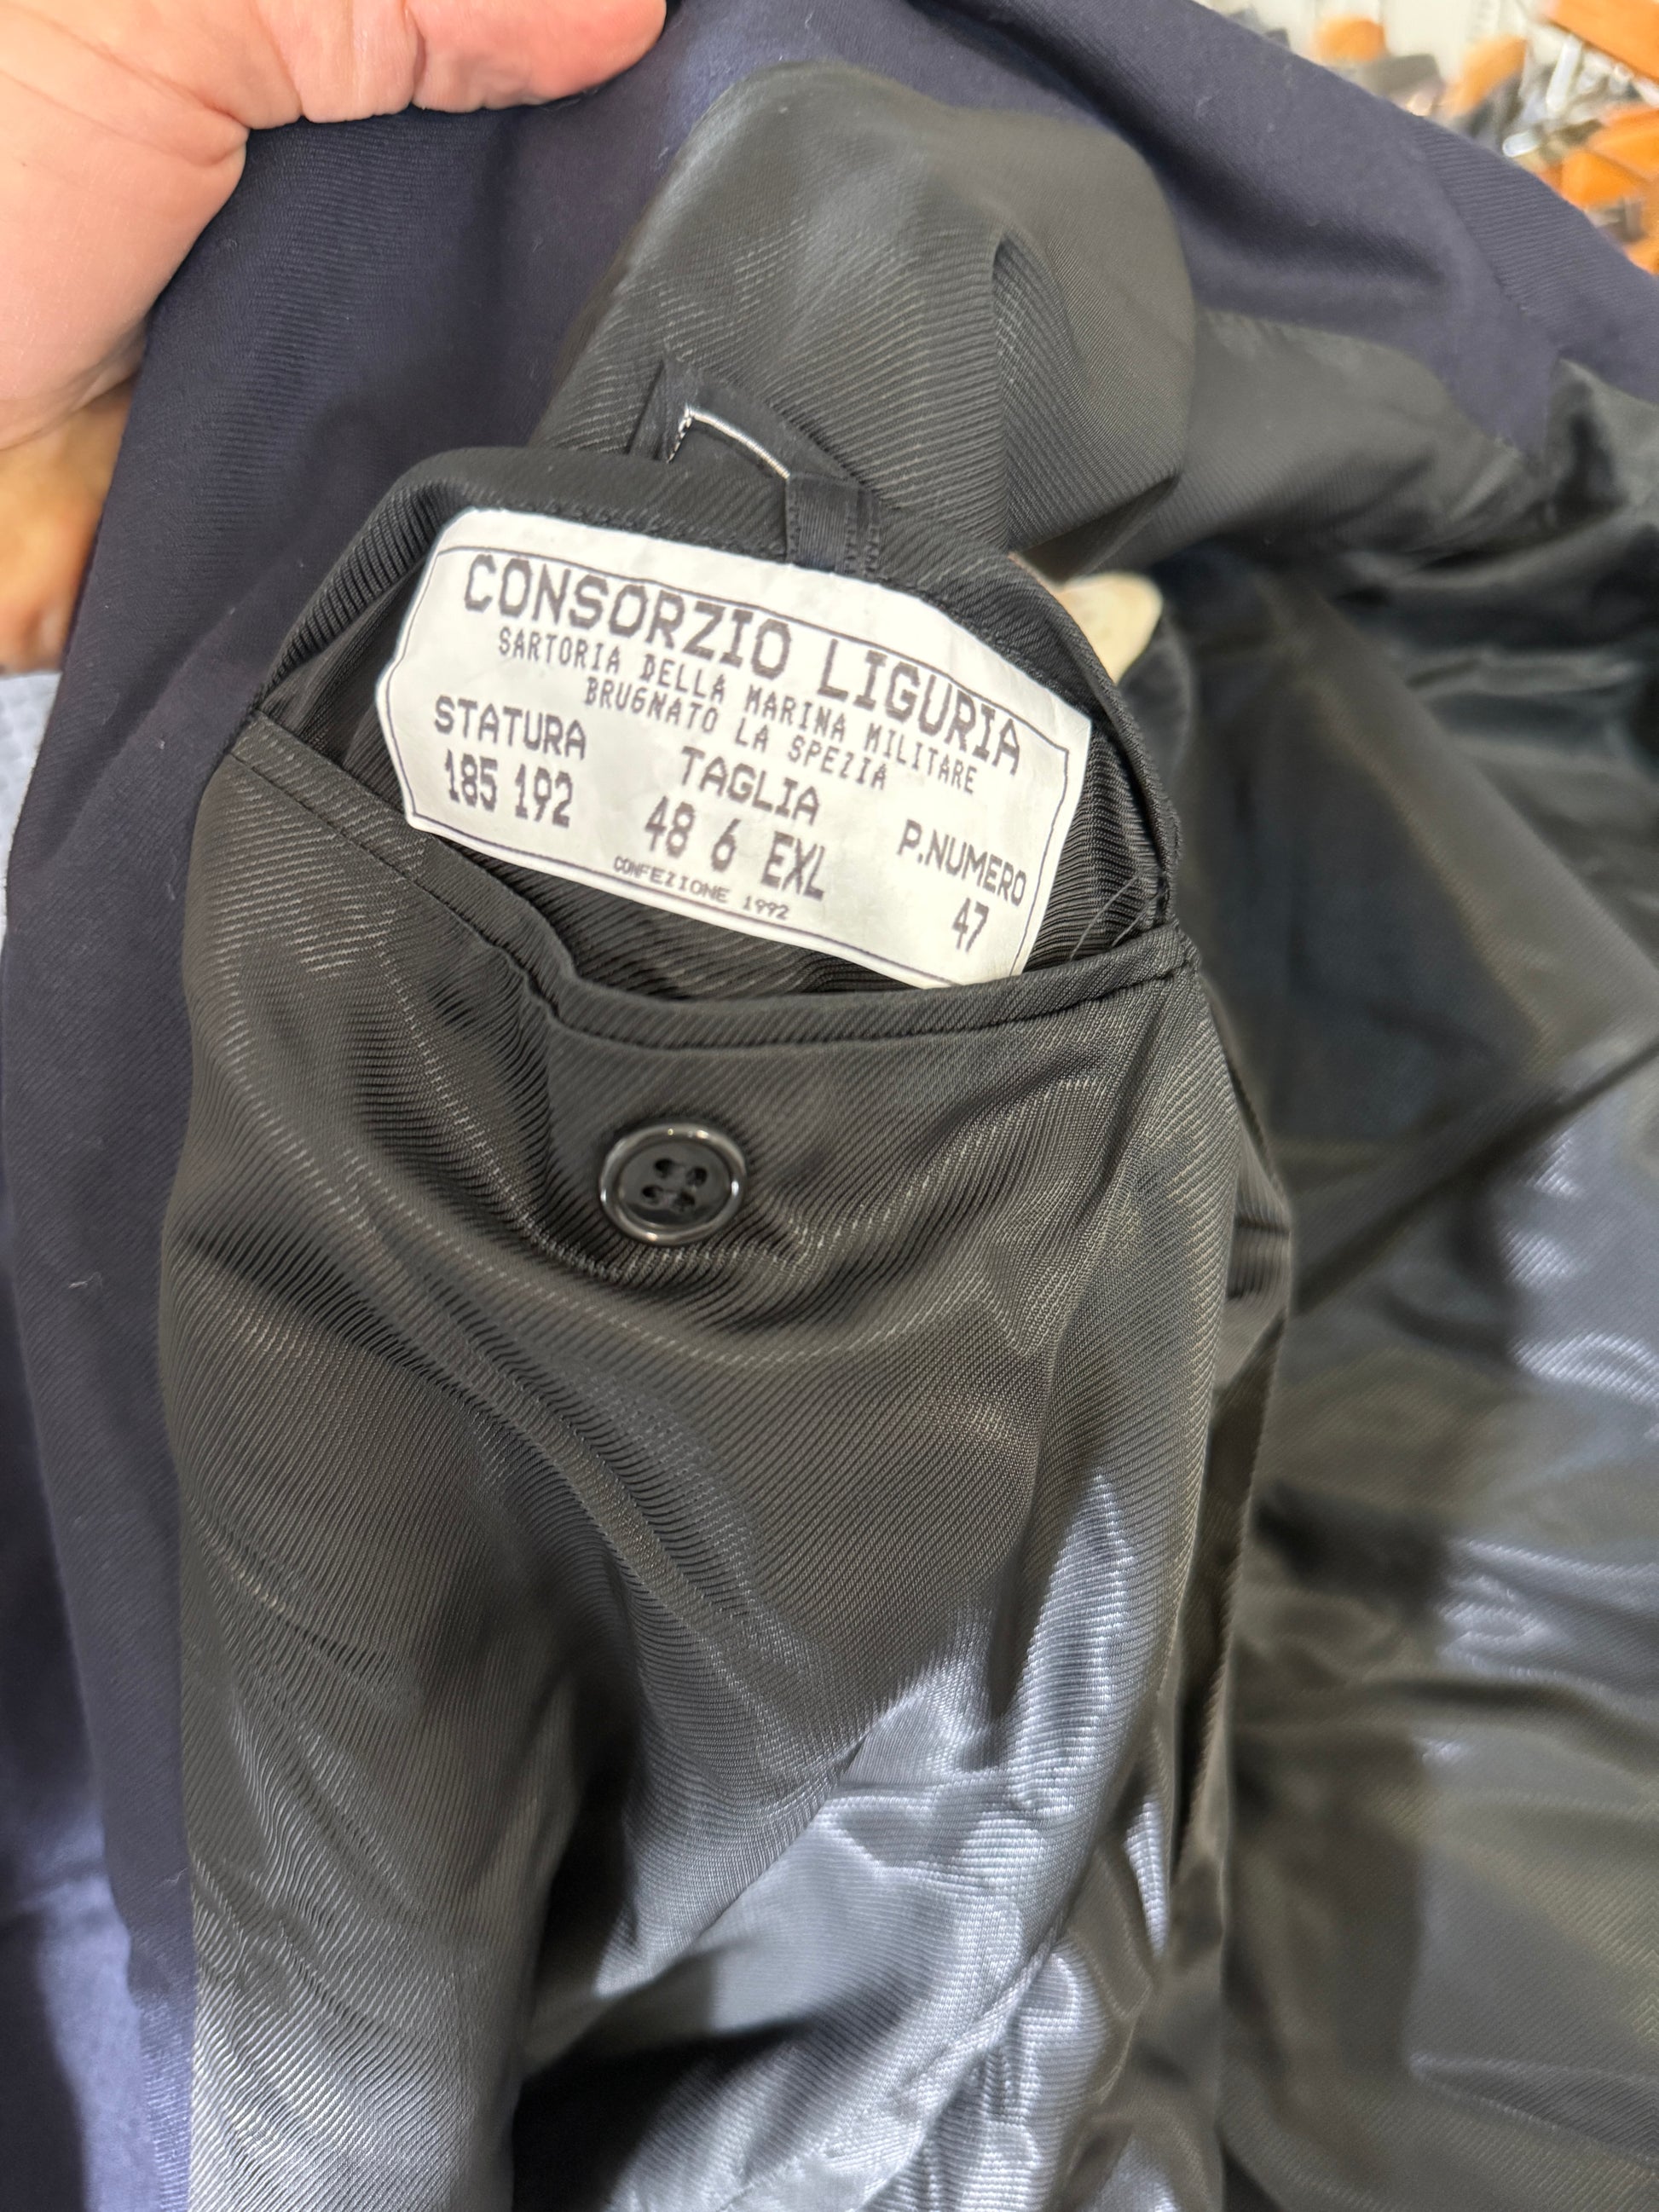 CONSORZIO LIGURIA
SARTORIA DELLA MARINA MILITARE
BRUGNATO LA SPEZIA
STATURA TAGLIA P.NUMERO
185 192 48 6 EXL 47
CONFEZIONE 1992